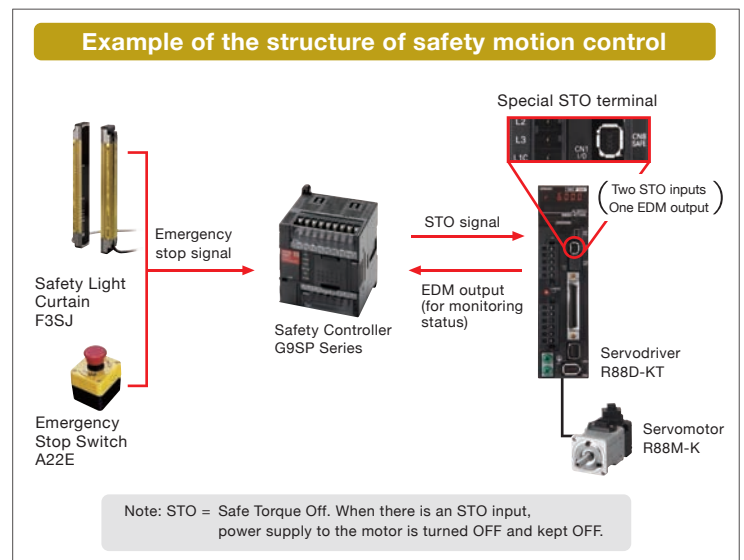 Example of the structure of safety motion control
Special STO terminal
L2
L3
L1C
CN1
I/O
CN8
SAFE
Two STO inputs
One EDM output
Emergency
stop signal
STO signal
EDM output
(for monitoring
status)
Safety Light
Curtain
F3SJ
Safety Controller
G9SP Series
Servodriver
R88D-KT
Emergency
Stop Switch
A22E
Servomotor
R88M-K
Note: STO = Safe Torque Off. When there is an STO input,
power supply to the motor is turned OFF and kept OFF.